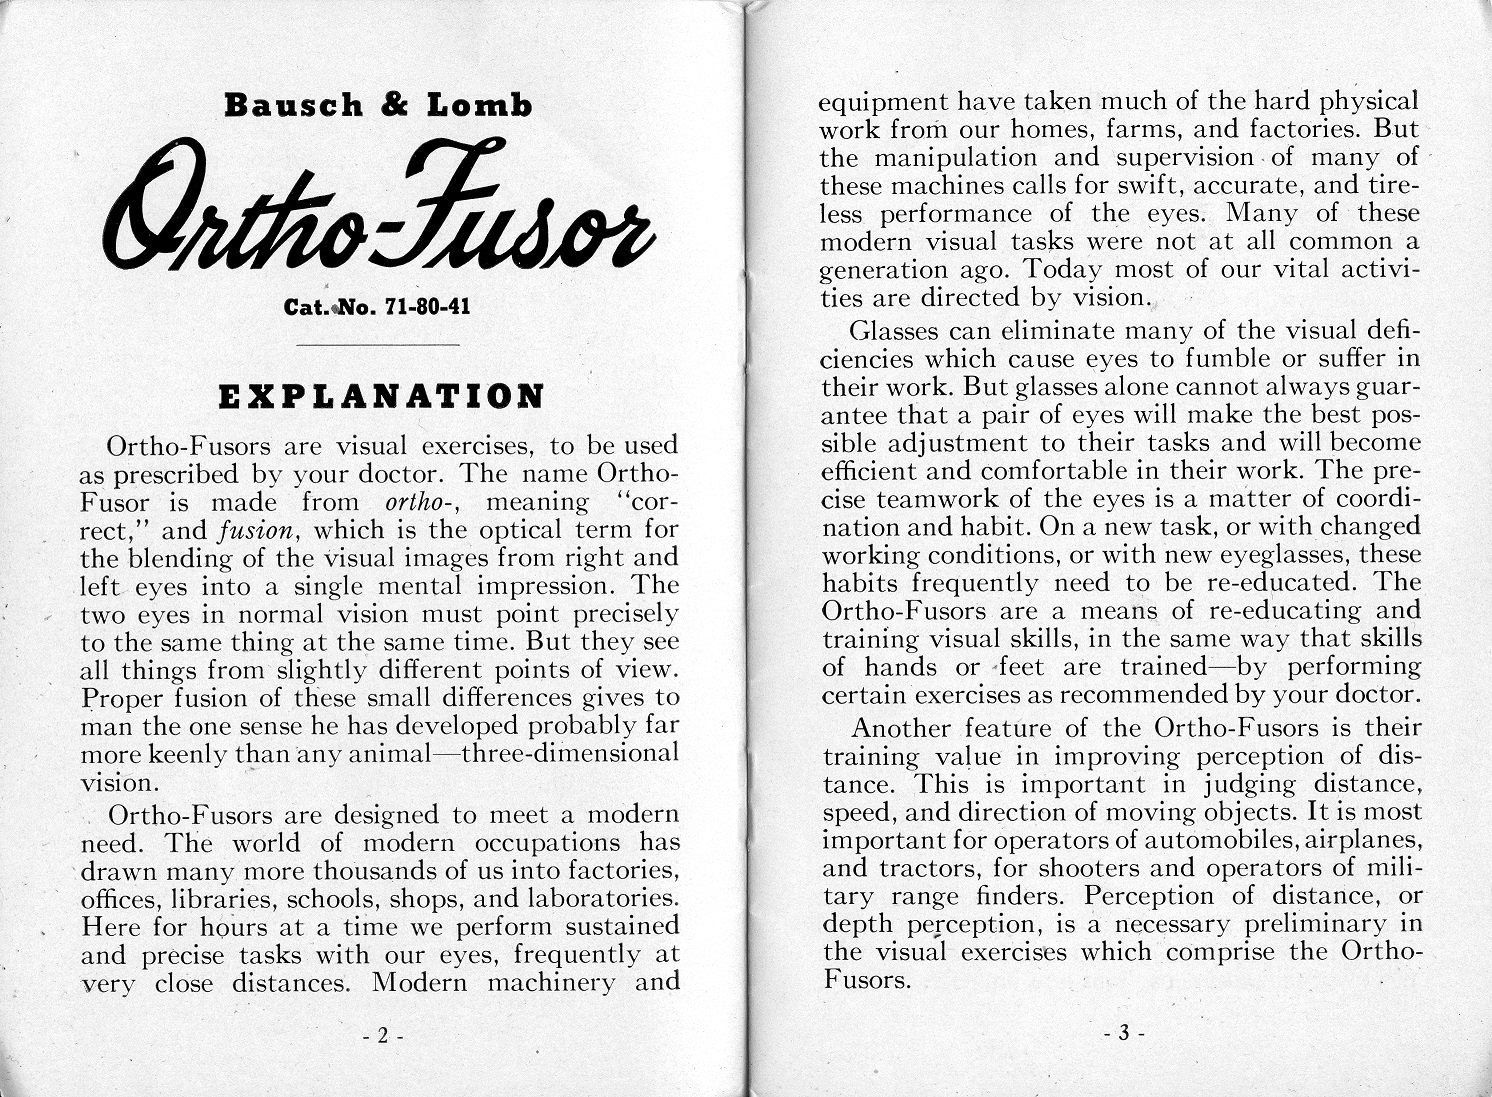 Bausch & Lomb
Ortho-Fusor
Cat. No. 71-80-41
EXPLANATION
Ortho-Fusors are visual exercises, to be used
as prescribed by your doctor. The name Ortho-
Fusor is made from ortho-, meaning “cor-
rect,” and fusion, which is the optical term for
the blending of the visual images from right and
left eyes into a single mental impression. The
two eyes in normal vision must point precisely
to the same thing at the same time. But they see
all things from slightly different points of view.
Proper fusion of these small differences gives to
man the one sense he has developed probably far
more keenly than any animal—three-dimensional
vision.
Ortho-Fusors are designed to meet a modern
need. The world of modern occupations has
drawn many more thousands of us into factories,
offices, libraries, schools, shops, and laboratories.
Here for hours at a time we perform sustained
and precise tasks with our eyes, frequently at
very close distances. Modern machinery and
- 2 -
equipment have taken much of the hard physical
work from our homes, farms, and factories. But
the manipulation and supervision of many of
these machines calls for swift, accurate, and tire-
less performance of the eyes. Many of these
modern visual tasks were not at all common a
generation ago. Today most of our vital activi-
ties are directed by vision.
Glasses can eliminate many of the visual defi-
ciencies which cause eyes to fumble or suffer in
their work. But glasses alone cannot always guar-
antee that a pair of eyes will make the best pos-
sible adjustment to their tasks and will become
efficient and comfortable in their work. The pre-
cise teamwork of the eyes is a matter of coordi-
nation and habit. On a new task, or with changed
working conditions, or with new eyeglasses, these
habits frequently need to be re-educated. The
Ortho-Fusors are a means of re-educating and
training visual skills, in the same way that skills
of hands or feet are trained—by performing
certain exercises as recommended by your doctor.
Another feature of the Ortho-Fusors is their
training value in improving perception of dis-
tance. This is important in judging distance,
speed, and direction of moving objects. It is most
important for operators of automobiles, airplanes,
and tractors, for shooters and operators of mili-
tary range finders. Perception of distance, or
depth perception, is a necessary preliminary in
the visual exercises which comprise the Ortho-
Fusors.
- 3 -